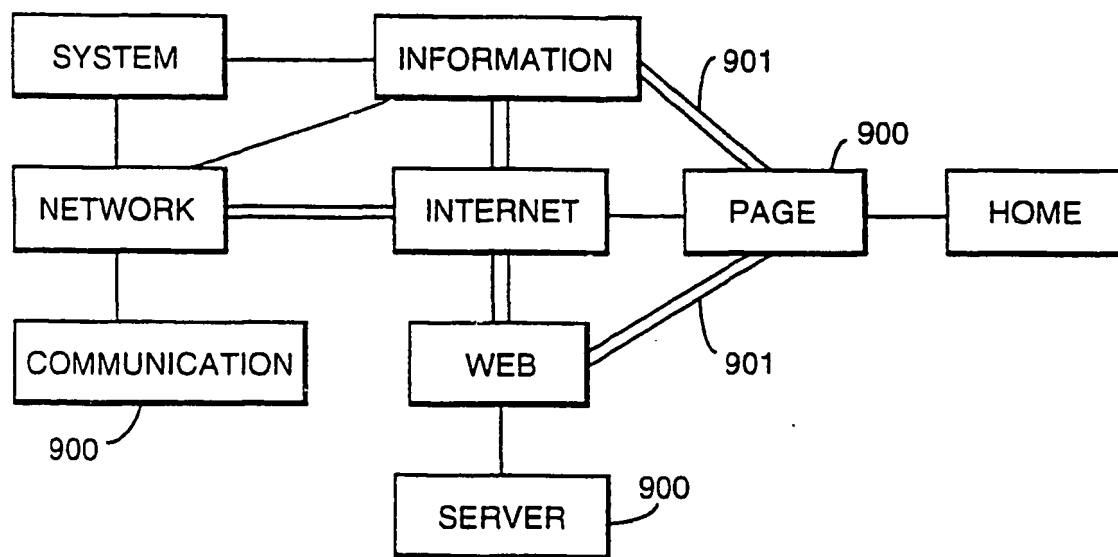 SYSTEM
INFORMATION
901
900
NETWORK
INTERNET
PAGE
HOME
COMMUNICATION
900
WEB
901
SERVER
900